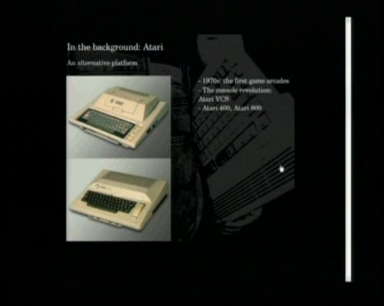 In the background: Atari
An alternative platform
- 1970s: the first game arcades
- The console revolution:
Atari VCS
- Atari 400, Atari 800